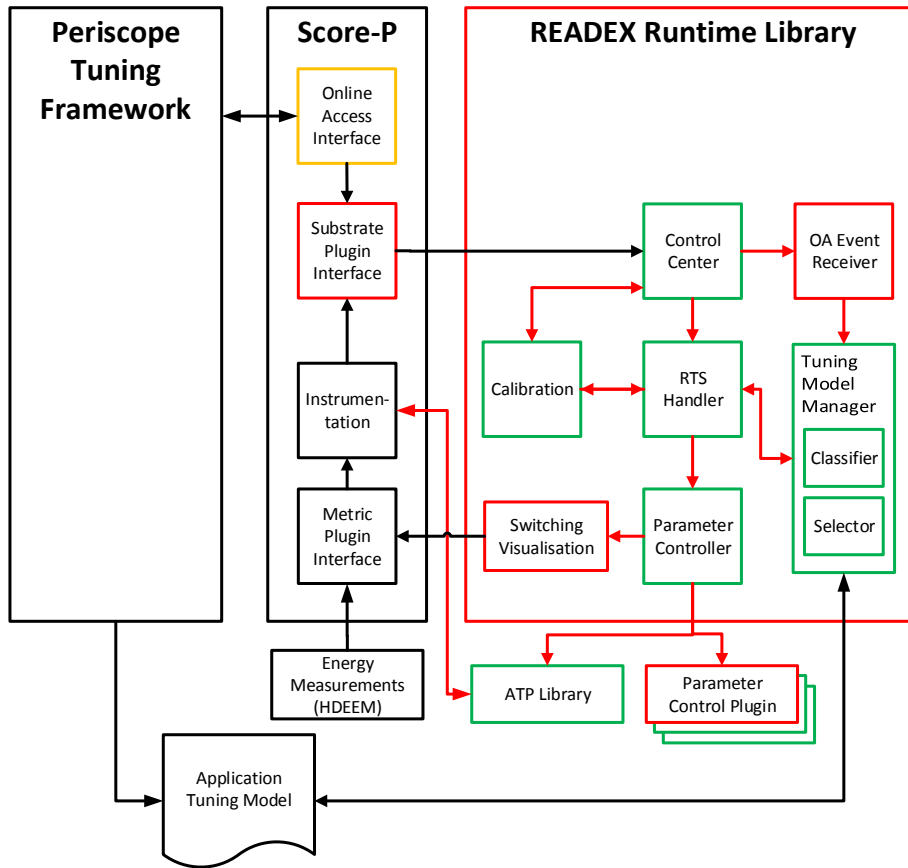 Periscope
Tuning
Framework
Score-P
READEX Runtime Library
Online
Access
Interface
Substrate
Plugin
Interface
Control
Center
OA Event
Receiver
Instrumen-
tation
Calibration
RTS
Handler
Tuning
Model
Manager
Classifier
Selector
Metric
Plugin
Interface
Switching
Visualisation
Parameter
Controller
Energy
Measurements
(HDEEM)
ATP Library
Parameter
Control Plugin
Application
Tuning Model